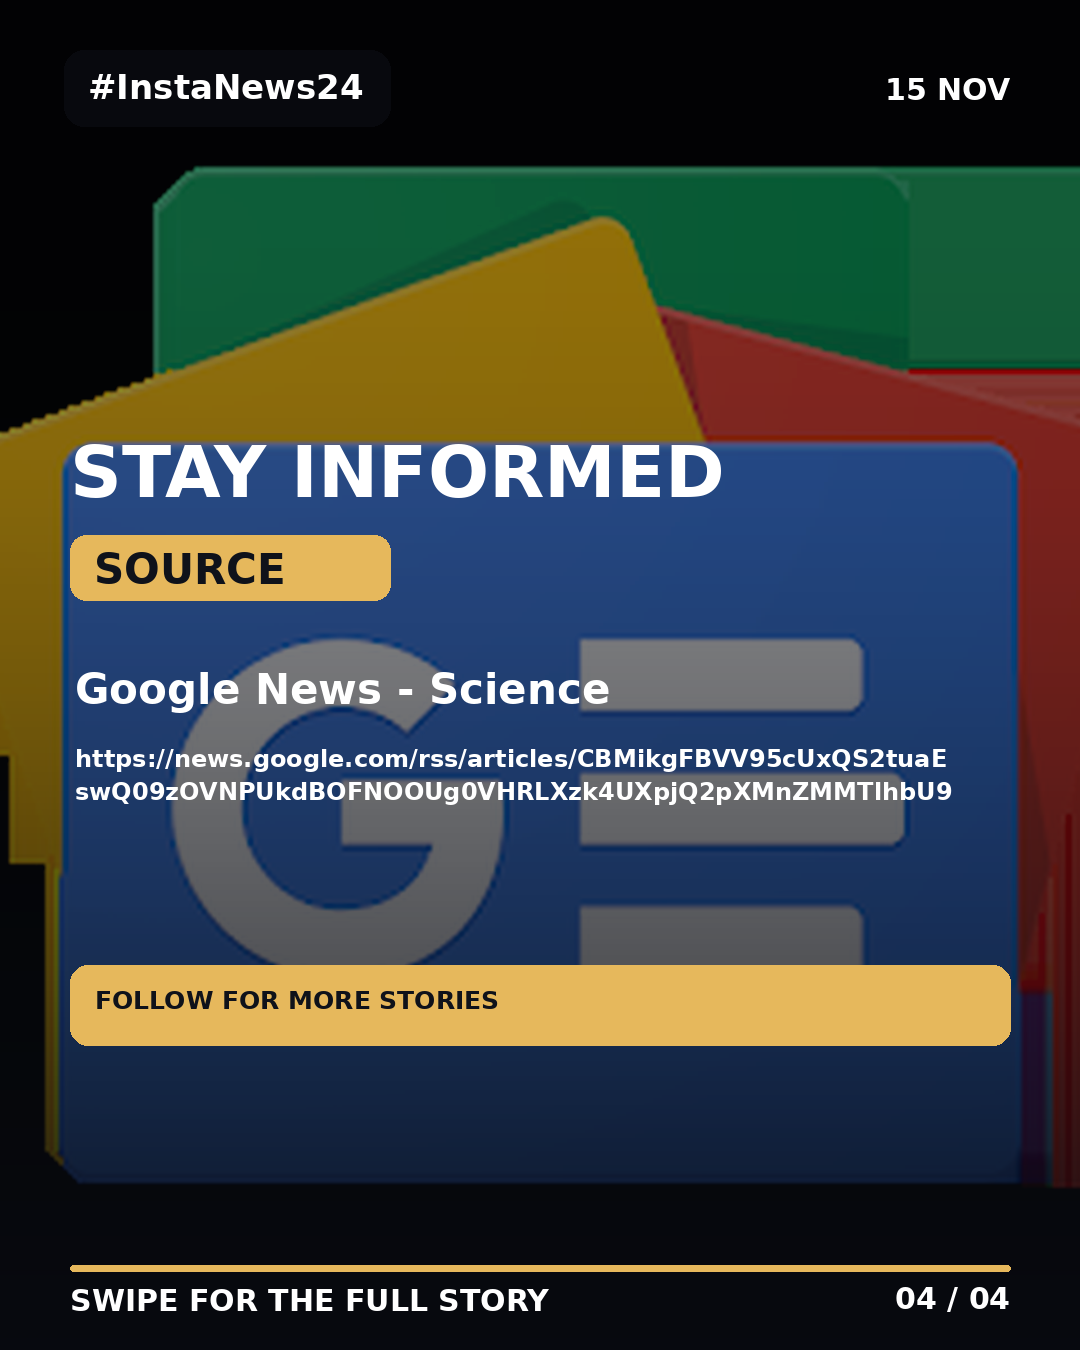 #InstaNews24
15 NOV
STAY INFORMED
SOURCE
Google News - Science
https://news.google.com/rss/articles/CBMikgFBVV95cUxQS2tuaE
swQ09zOVNPUkdBOFNOOUg0VHRLXzk4UXpjQ2pXMnZMMTlhbU9
FOLLOW FOR MORE STORIES
SWIPE FOR THE FULL STORY
04 / 04